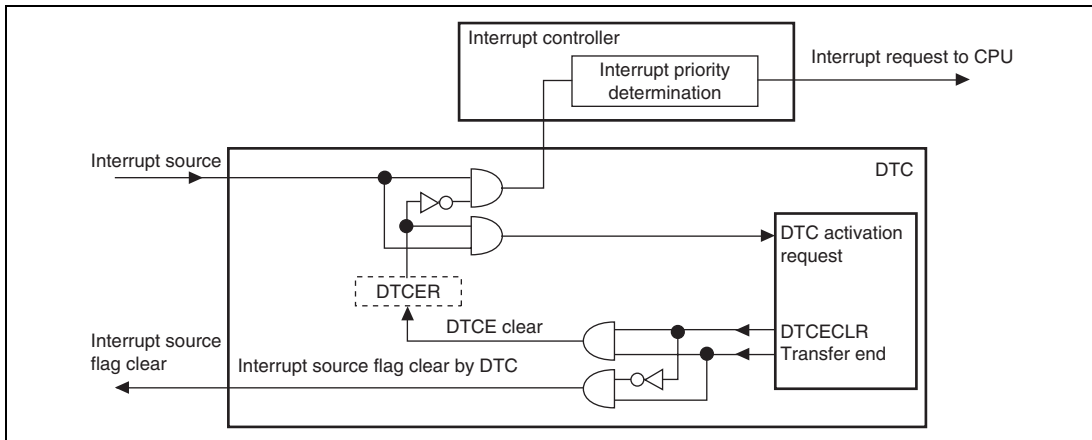 Interrupt controller
Interrupt priority
determination
Interrupt request to CPU
Interrupt source
DTC
DTC activation
request
DTCER
DTCE clear
DTCECLR
Transfer end
Interrupt source
flag clear
Interrupt source flag clear by DTC